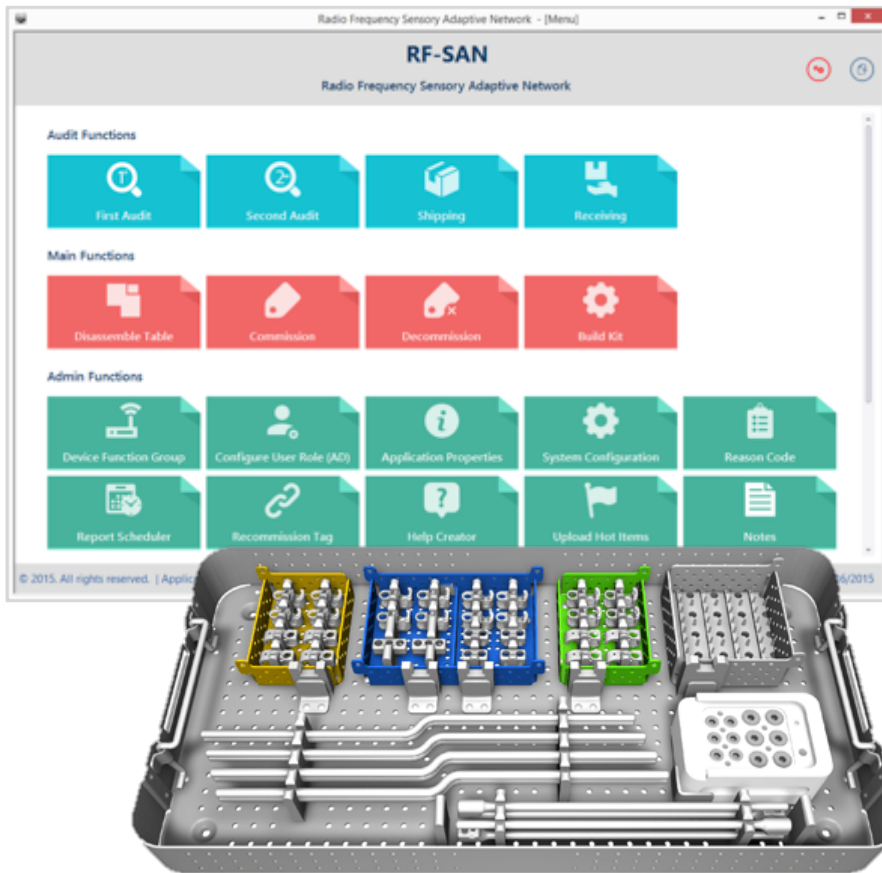 Radio Frequency Sensory Adaptive Network - [Menu]
RF-SAN
Radio Frequency Sensory Adaptive Network
Audit Functions
First Audit
Second Audit
Shipping
Receiving
Main Functions
Disassemble Table
Commission
Decommission
Build Kit
Admin Functions
Device Function Group
Configure User Role (AD)
Application Properties
System Configuration
Reason Code
Report Scheduler
Recommission Tag
Help Creator
Upload Hot Items
Notes
© 2015. All rights reserved. | Applic
6/2015